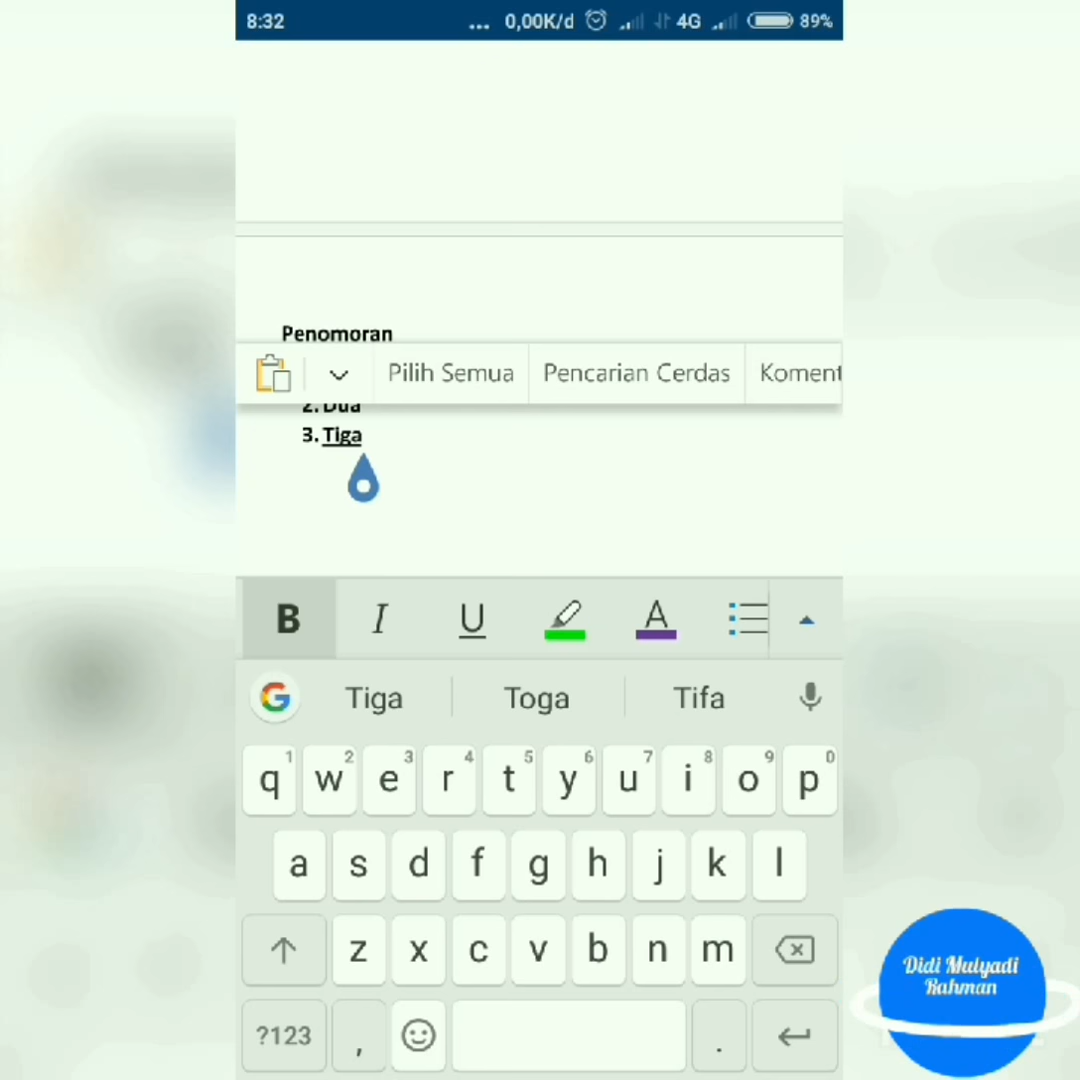 8:32 ... 0,00K/d 4G 89%
Penomoran
Pilih Semua Pencarian Cerdas Koment
2. Dua
3. Tiga
B I U A
G Tiga Toga Tifa
1 2 3 4 5 6 7 8 9 0
q w e r t y u i o p
a s d f g h j k l
z x c v b n m
?123 , .
Didi Mulyadi
Rahman